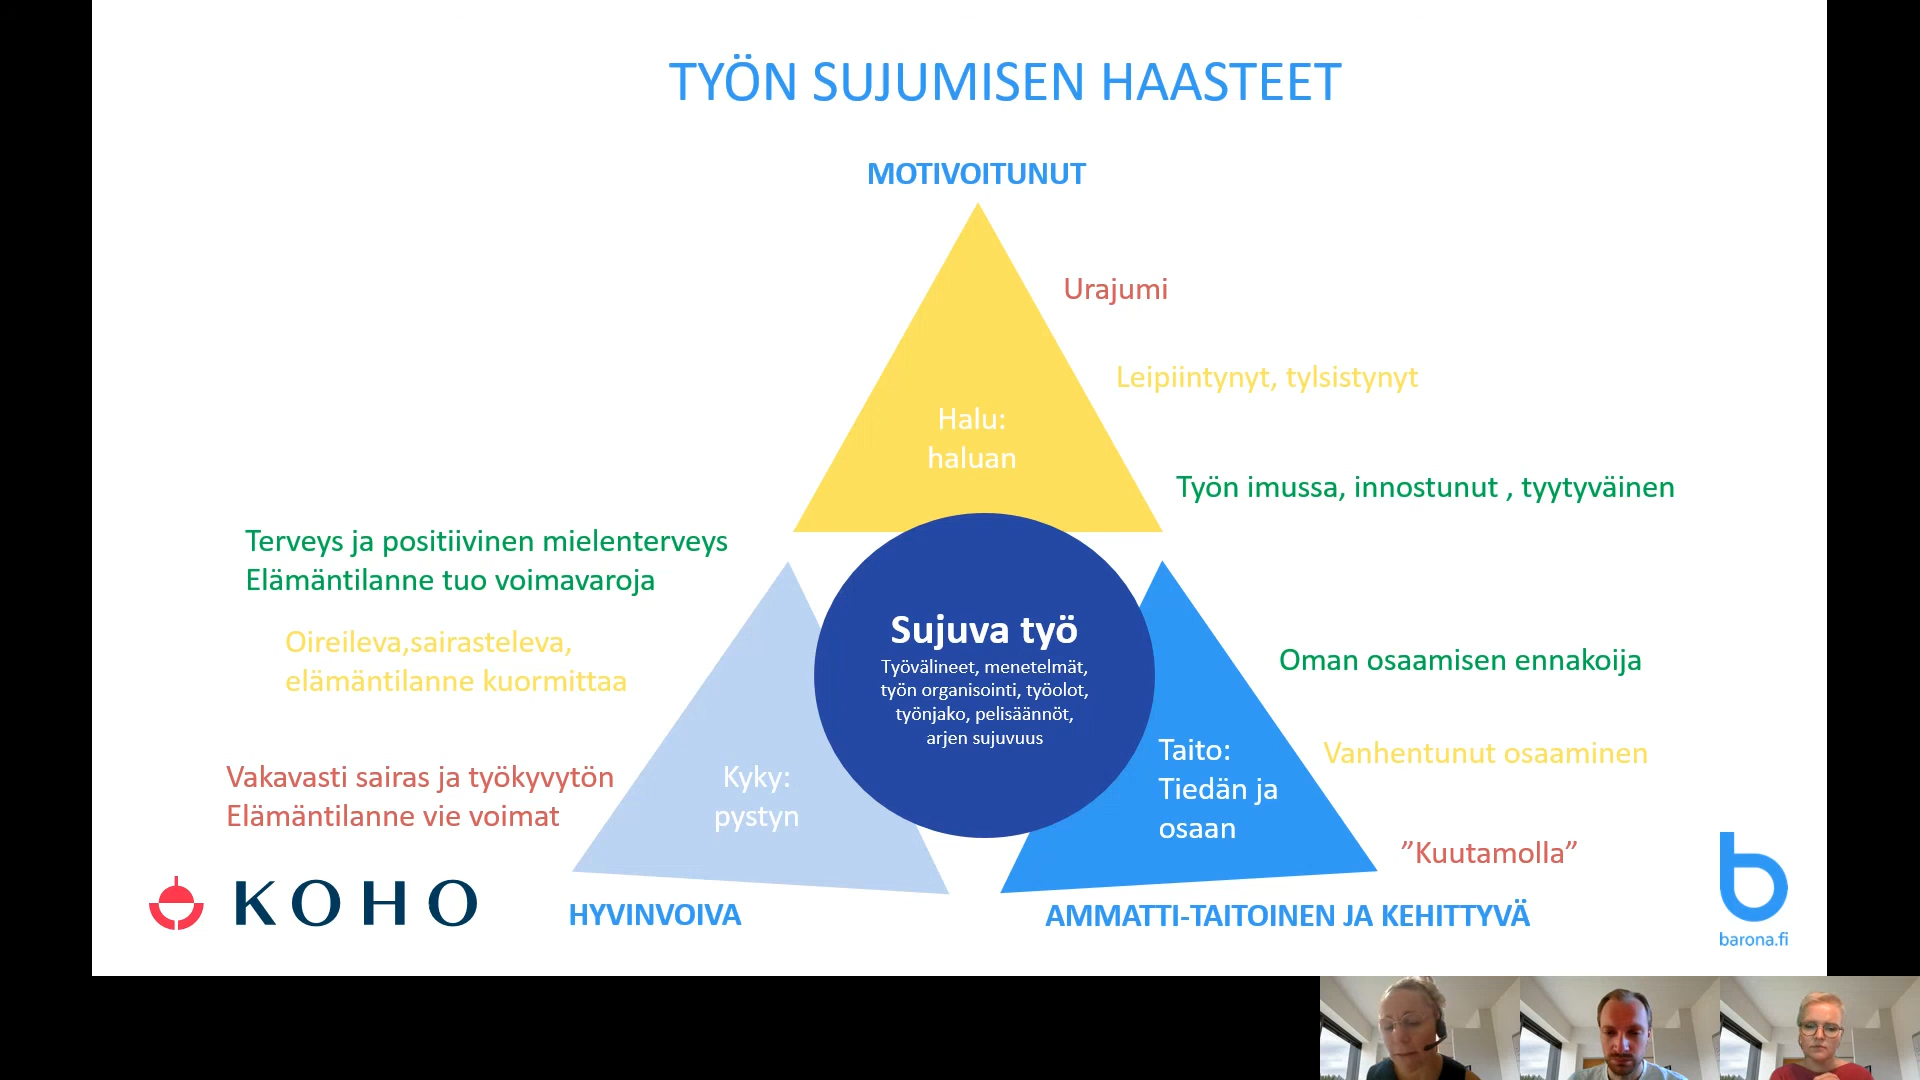 TYÖN SUJUMISEN HAASTEET
MOTIVOITUNUT
Urajumi
Leipiintynyt, tylsistynyt
Halu:
haluan
Työn imussa, innostunut , tyytyväinen
Terveys ja positiivinen mielenterveys
Elämäntilanne tuo voimavaroja
Oireileva,sairasteleva,
elämäntilanne kuormittaa
Vakavasti sairas ja työkyvytön
Elämäntilanne vie voimat
Kyky:
pystyn
Sujuva työ
Työvälineet, menetelmät,
työn organisointi, työolot,
työnjako, pelisäännöt,
arjen sujuvuus
Oman osaamisen ennakoija
Taito:
Tiedän ja
osaan
Vanhentunut osaaminen
”Kuutamolla”
KOHO
HYVINVOIVA
AMMATTI-TAITOINEN JA KEHITTYVÄ
b
barona.fi